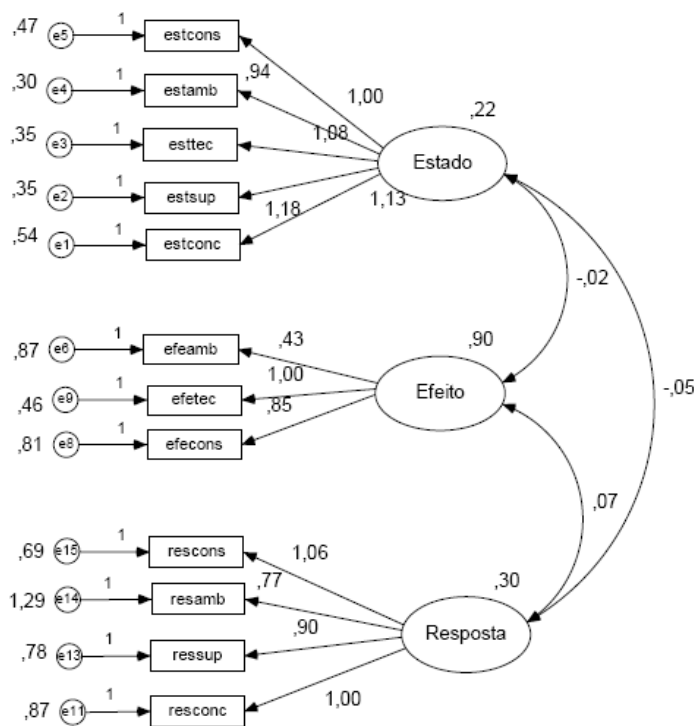 ,47 e5 1 estcons
,94
,30 e4 1 estamb
1,00
,22
,35 e3 1 esttec
1,08
Estado
,35 e2 1 estsup
1,13
1,18
,54 e1 1 estconc
-,02
,87 e6 1 efeamb
,43
,90
1,00
,46 e9 1 efetec
,85
Efeito
-,05
,81 e8 1 efecons
,07
,69 e15 1 rescons
1,06
,30
1,29 e14 1 resamb
,77
,90
Resposta
,78 e13 1 ressup
1,00
,87 e11 1 resconc